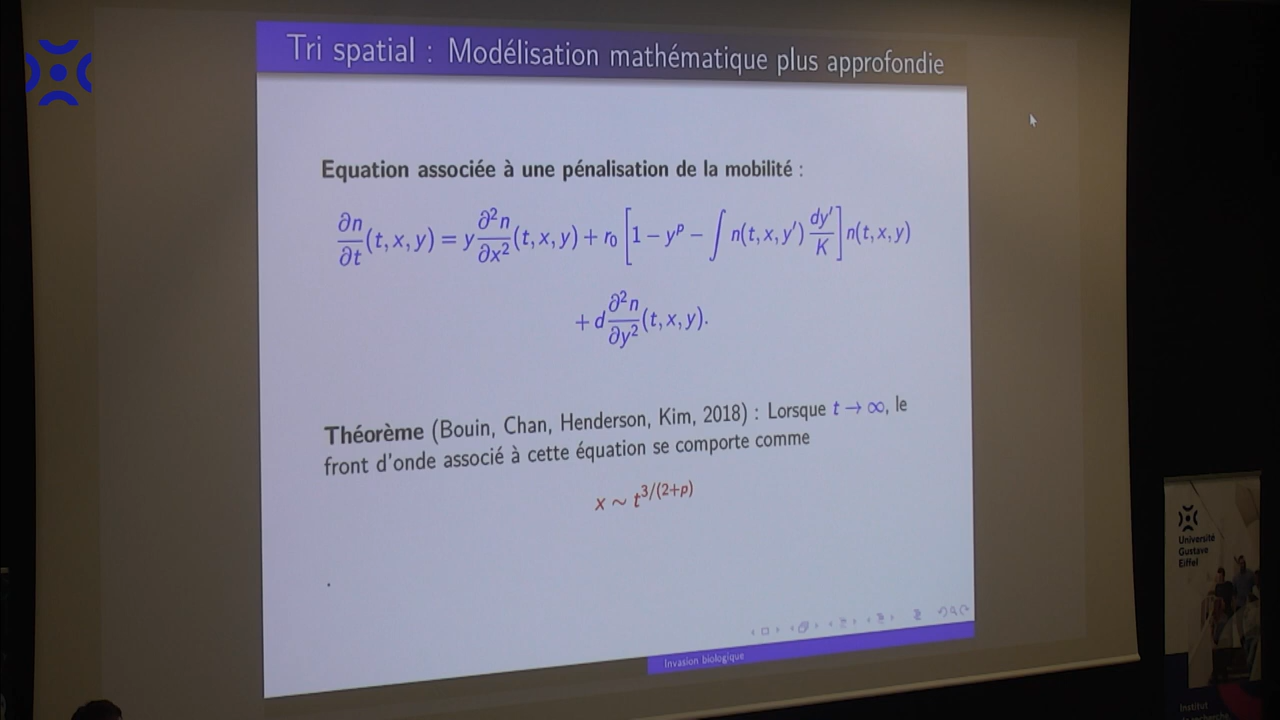 Tri spatial : Modélisation mathématique plus approfondie
Equation associée à une pénalisation de la mobilité :
∂n/∂t (t, x, y) = y ∂²n/∂x² (t, x, y) + r₀ [1 − y^p − ∫ n(t, x, y′) dy′/K] n(t, x, y)
+ d ∂²n/∂y² (t, x, y).
Théorème (Bouin, Chan, Henderson, Kim, 2018) : Lorsque t → ∞, le
front d'onde associé à cette équation se comporte comme
x ∼ t^3/(2+p)
.
Invasion biologique
Université
Gustave
Eiffel
Institut